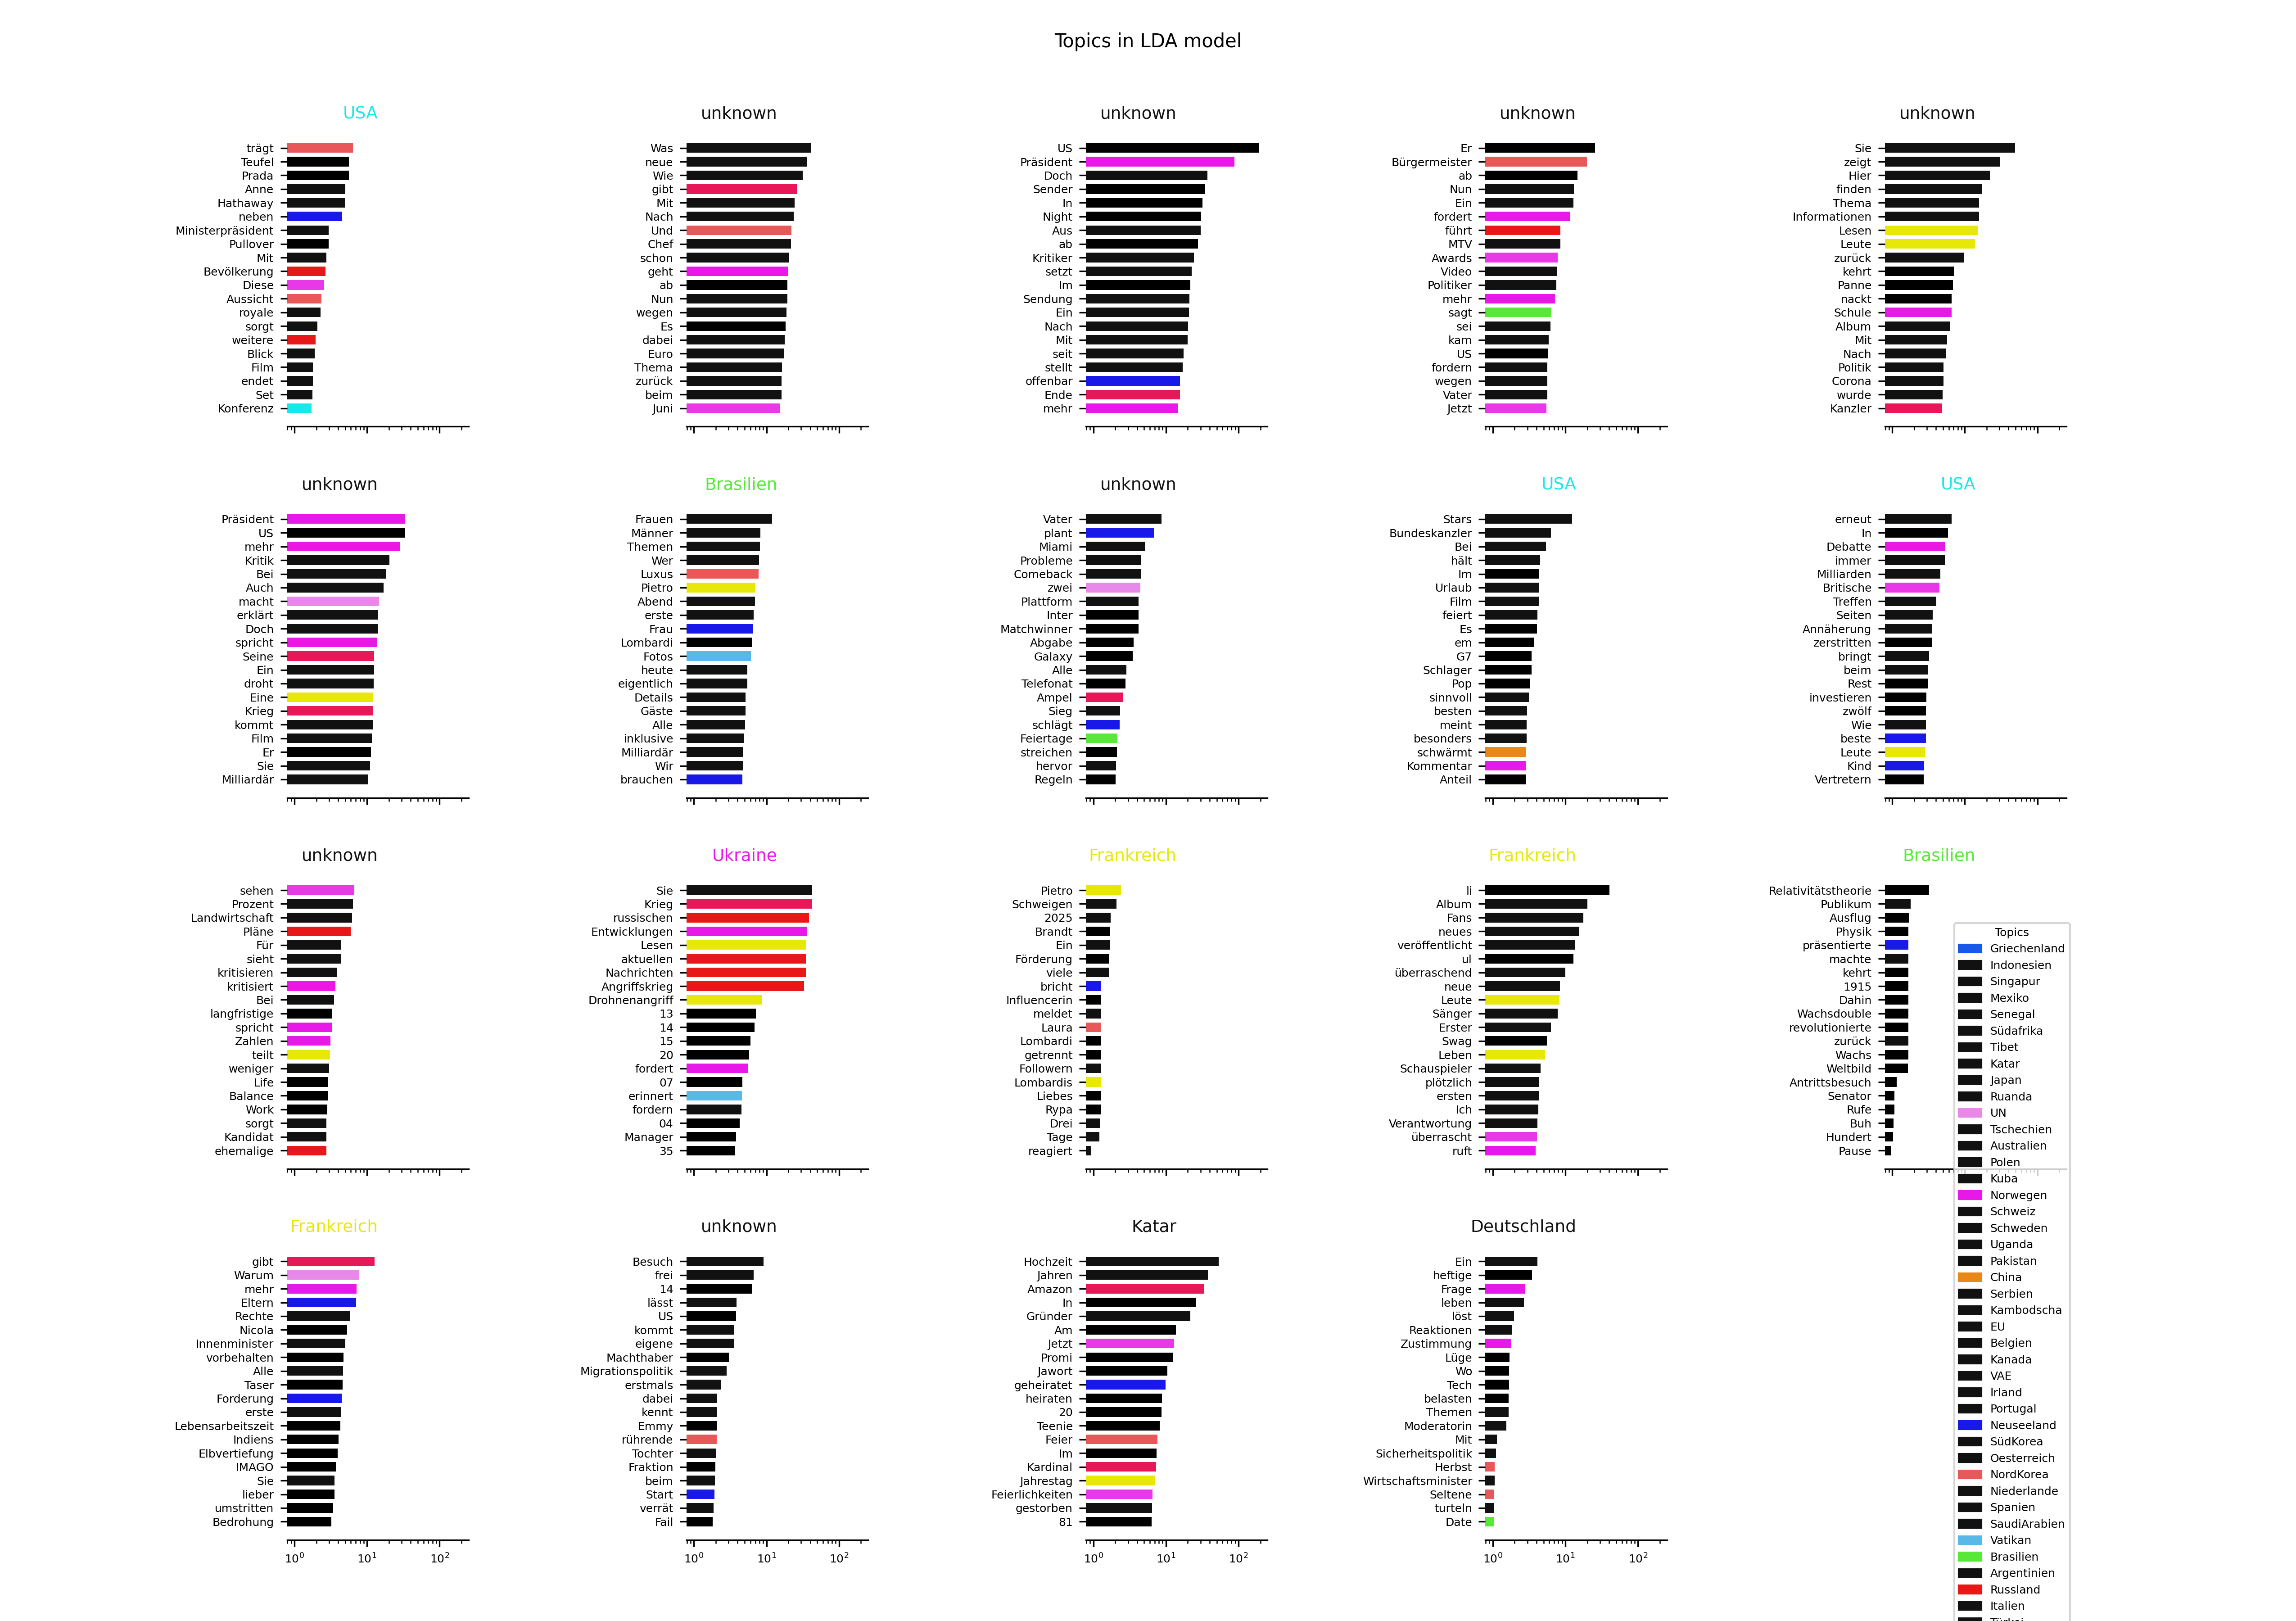 Topics in LDA model
USA
trägt
Teufel
Prada
Anne
Hathaway
neben
Ministerpräsident
Pullover
Mit
Bevölkerung
Diese
Aussicht
royale
sorgt
weitere
Blick
Film
endet
Set
Konferenz
unknown
Was
neue
Wie
gibt
Mit
Nach
Und
Chef
schon
geht
ab
Nun
wegen
Es
dabei
Euro
Thema
zurück
beim
Juni
unknown
US
Präsident
Doch
Sender
In
Night
Aus
ab
Kritiker
setzt
Im
Sendung
Ein
Nach
Mit
seit
stellt
offenbar
Ende
mehr
unknown
Er
Bürgermeister
ab
Nun
Ein
fordert
führt
MTV
Awards
Video
Politiker
mehr
sagt
sei
kam
US
fordern
wegen
Vater
Jetzt
unknown
Sie
zeigt
Hier
finden
Thema
Informationen
Lesen
Leute
zurück
kehrt
Panne
nackt
Schule
Album
Mit
Nach
Politik
Corona
wurde
Kanzler
unknown
Präsident
US
mehr
Kritik
Bei
Auch
macht
erklärt
Doch
spricht
Seine
Ein
droht
Eine
Krieg
kommt
Film
Er
Sie
Milliardär
Brasilien
Frauen
Männer
Themen
Wer
Luxus
Pietro
Abend
erste
Frau
Lombardi
Fotos
heute
eigentlich
Details
Gäste
Alle
inklusive
Milliardär
Wir
brauchen
unknown
Vater
plant
Miami
Probleme
Comeback
zwei
Plattform
Inter
Matchwinner
Abgabe
Galaxy
Alle
Telefonat
Ampel
Sieg
schlägt
Feiertage
streichen
hervor
Regeln
USA
Stars
Bundeskanzler
Bei
hält
Im
Urlaub
Film
feiert
Es
em
G7
Schlager
Pop
sinnvoll
besten
meint
besonders
schwärmt
Kommentar
Anteil
USA
erneut
In
Debatte
immer
Milliarden
Britische
Treffen
Seiten
Annäherung
zerstritten
bringt
beim
Rest
investieren
zwölf
Wie
beste
Leute
Kind
Vertretern
unknown
sehen
Prozent
Landwirtschaft
Pläne
Für
sieht
kritisieren
kritisiert
Bei
langfristige
spricht
Zahlen
teilt
weniger
Life
Balance
Work
sorgt
Kandidat
ehemalige
Ukraine
Sie
Krieg
russischen
Entwicklungen
Lesen
aktuellen
Nachrichten
Angriffskrieg
Drohnenangriff
13
14
15
20
fordert
07
erinnert
fordern
04
Manager
35
Frankreich
Pietro
Schweigen
2025
Brandt
Ein
Förderung
viele
bricht
Influencerin
meldet
Laura
Lombardi
getrennt
Followern
Lombardis
Liebes
Rypa
Drei
Tage
reagiert
Frankreich
li
Album
Fans
neues
veröffentlicht
ul
überraschend
neue
Leute
Sänger
Erster
Swag
Leben
Schauspieler
plötzlich
ersten
Ich
Verantwortung
überrascht
ruft
Brasilien
Relativitätstheorie
Publikum
Ausflug
Physik
präsentierte
machte
kehrt
1915
Dahin
Wachsdouble
revolutionierte
zurück
Wachs
Weltbild
Antrittsbesuch
Senator
Rufe
Buh
Hundert
Pause
Frankreich
gibt
Warum
mehr
Eltern
Rechte
Nicola
Innenminister
vorbehalten
Alle
Taser
Forderung
erste
Lebensarbeitszeit
Indiens
Elbvertiefung
IMAGO
Sie
lieber
umstritten
Bedrohung
10⁰ 10¹ 10²
unknown
Besuch
frei
14
lässt
US
kommt
eigene
Machthaber
Migrationspolitik
erstmals
dabei
kennt
Emmy
rührende
Tochter
Fraktion
beim
Start
verrät
Fail
10⁰ 10¹ 10²
Katar
Hochzeit
Jahren
Amazon
In
Gründer
Am
Jetzt
Promi
Jawort
geheiratet
heiraten
20
Teenie
Feier
Im
Kardinal
Jahrestag
Feierlichkeiten
gestorben
81
10⁰ 10¹ 10²
Deutschland
Ein
heftige
Frage
leben
löst
Reaktionen
Zustimmung
Lüge
Wo
Tech
belasten
Themen
Moderatorin
Mit
Sicherheitspolitik
Herbst
Wirtschaftsminister
Seltene
turteln
Date
10⁰ 10¹ 10²
Topics
Griechenland
Indonesien
Singapur
Mexiko
Senegal
Südafrika
Tibet
Katar
Japan
Ruanda
UN
Tschechien
Australien
Polen
Kuba
Norwegen
Schweiz
Schweden
Uganda
Pakistan
China
Serbien
Kambodscha
EU
Belgien
Kanada
VAE
Irland
Portugal
Neuseeland
SüdKorea
Oesterreich
NordKorea
Niederlande
Spanien
SaudiArabien
Vatikan
Brasilien
Argentinien
Russland
Italien